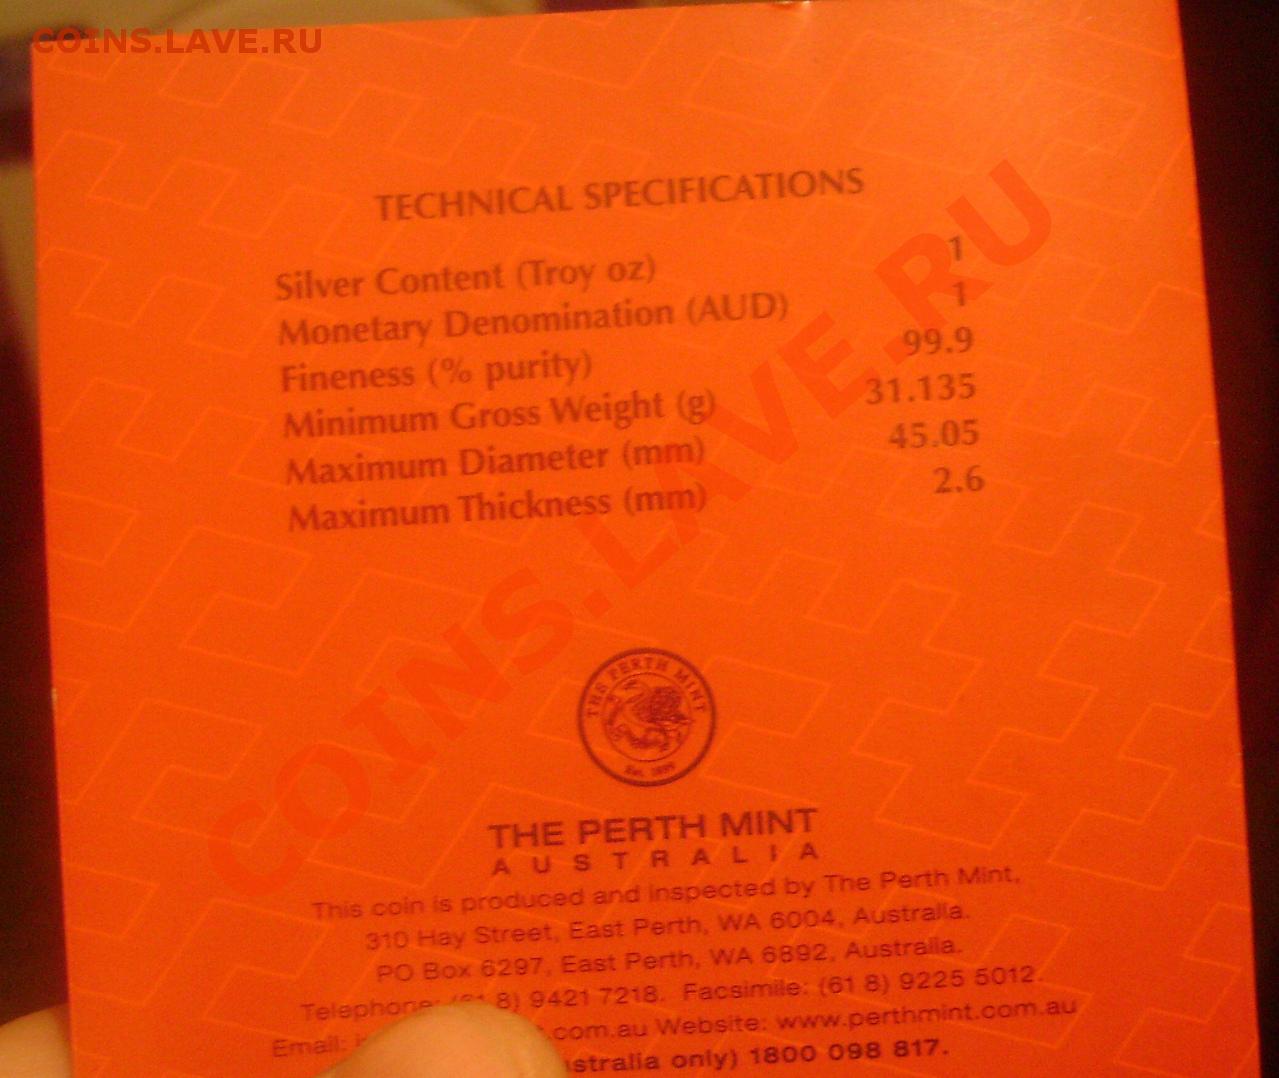 COINS.LAVE.RU
TECHNICAL SPECIFICATIONS
Silver Content (Troy oz) 1
Monetary Denomination (AUD) 1
Fineness (% purity) 99.9
Minimum Gross Weight (g) 31.135
Maximum Diameter (mm) 45.05
Maximum Thickness (mm) 2.6
COINS.LAVE.RU
THE PERTH MINT
Est. 1899
THE PERTH MINT
AUSTRALIA
This coin is produced and inspected by The Perth Mint,
310 Hay Street, East Perth, WA 6004, Australia.
PO Box 6297, East Perth, WA 6892, Australia.
Telephone: (61 8) 9421 7218. Facsimile: (61 8) 9225 5012.
Email: .com.au Website: www.perthmint.com.au
only) 1800 098 817.